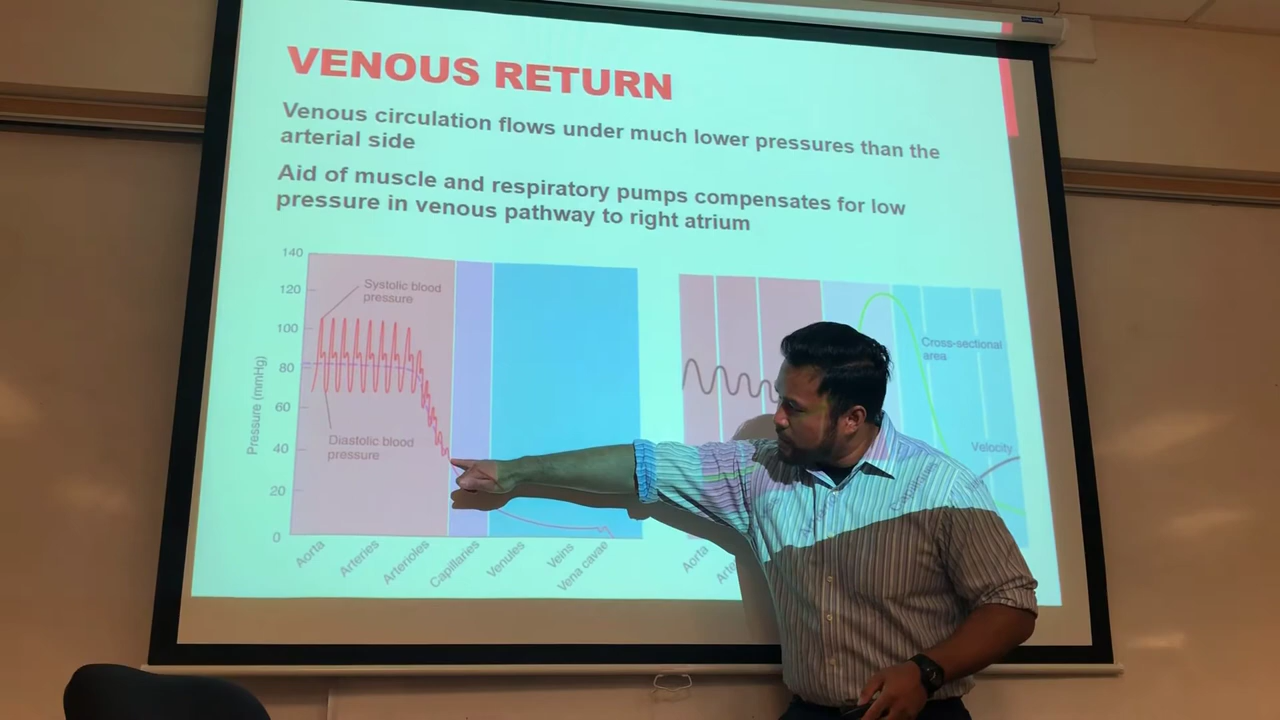 VENOUS RETURN
Venous circulation flows under much lower pressures than the
arterial side
Aid of muscle and respiratory pumps compensates for low
pressure in venous pathway to right atrium
140
120
100
80
60
40
20
0
Pressure (mmHg)
Systolic blood
pressure
Diastolic blood
pressure
Aorta
Arteries
Arterioles
Capillaries
Venules
Veins
Vena cavae
Cross-sectional
area
Velocity
Aorta